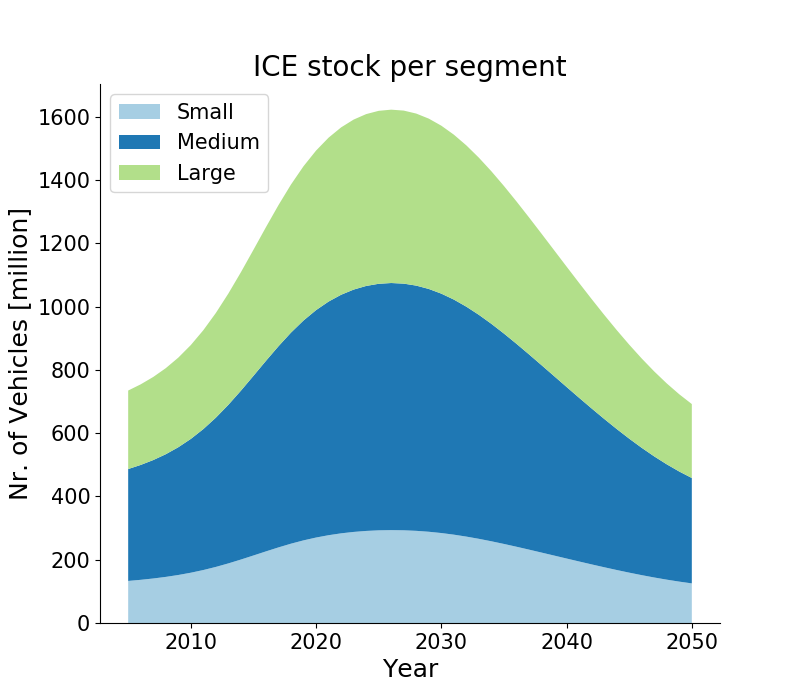 ICE stock per segment
Small
Medium
Large
Nr. of Vehicles [million]
1600
1400
1200
1000
800
600
400
200
0
2010 2020 2030 2040 2050
Year